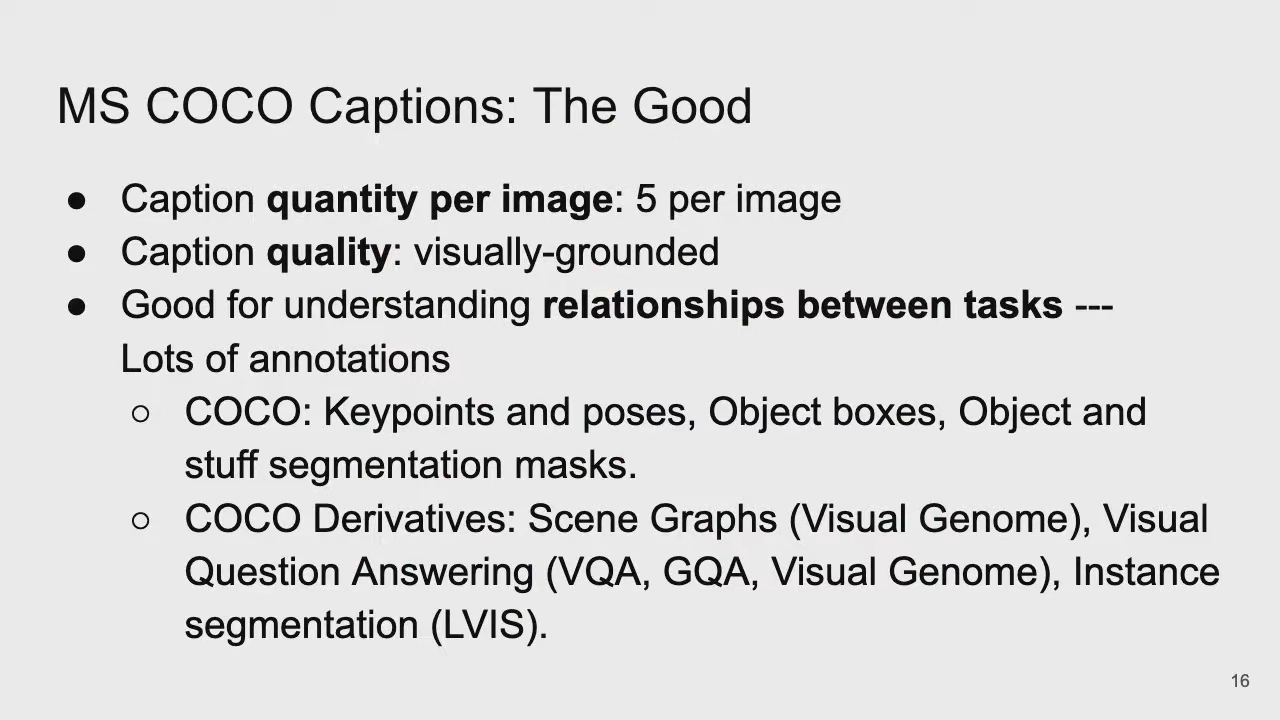 MS COCO Captions: The Good
● Caption quantity per image: 5 per image
● Caption quality: visually-grounded
● Good for understanding relationships between tasks ---
Lots of annotations
○ COCO: Keypoints and poses, Object boxes, Object and
stuff segmentation masks.
○ COCO Derivatives: Scene Graphs (Visual Genome), Visual
Question Answering (VQA, GQA, Visual Genome), Instance
segmentation (LVIS).
16